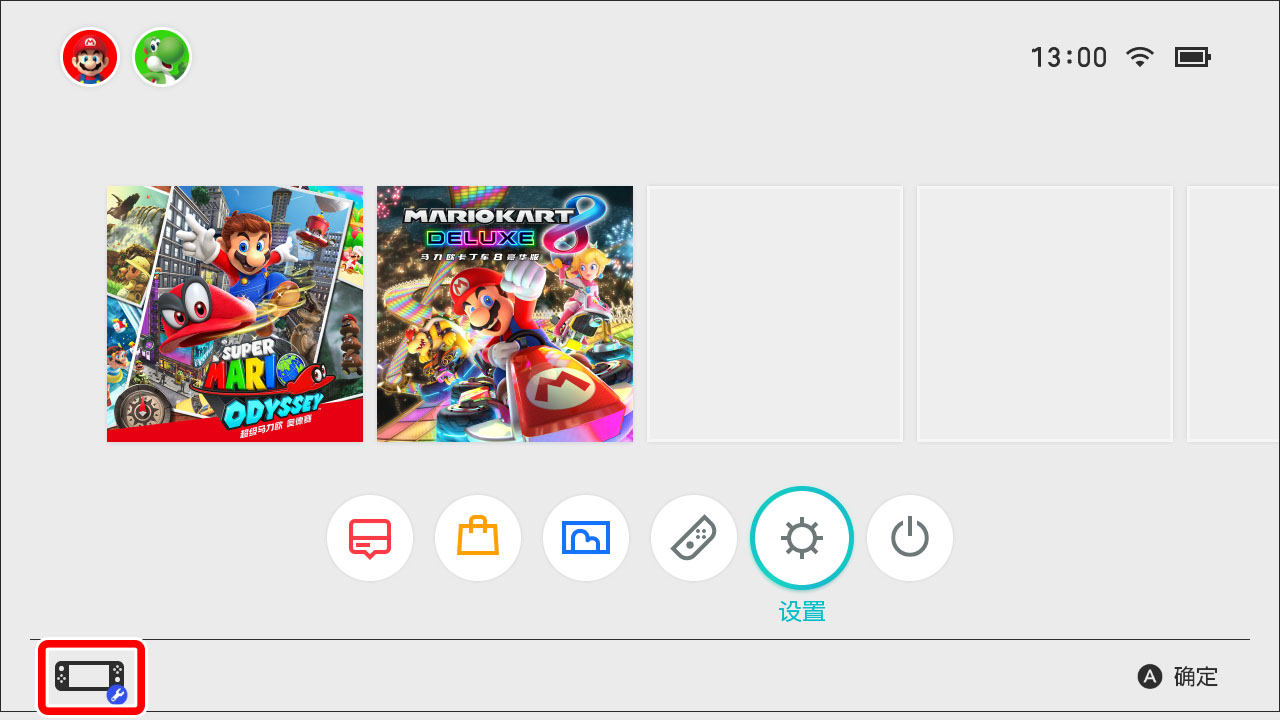 13:00
SUPER
MARIO
ODYSSEY
超级马力欧 奥德赛
MARIOKART 8
DELUXE
马力欧卡丁车8 豪华版
设置
A 确定